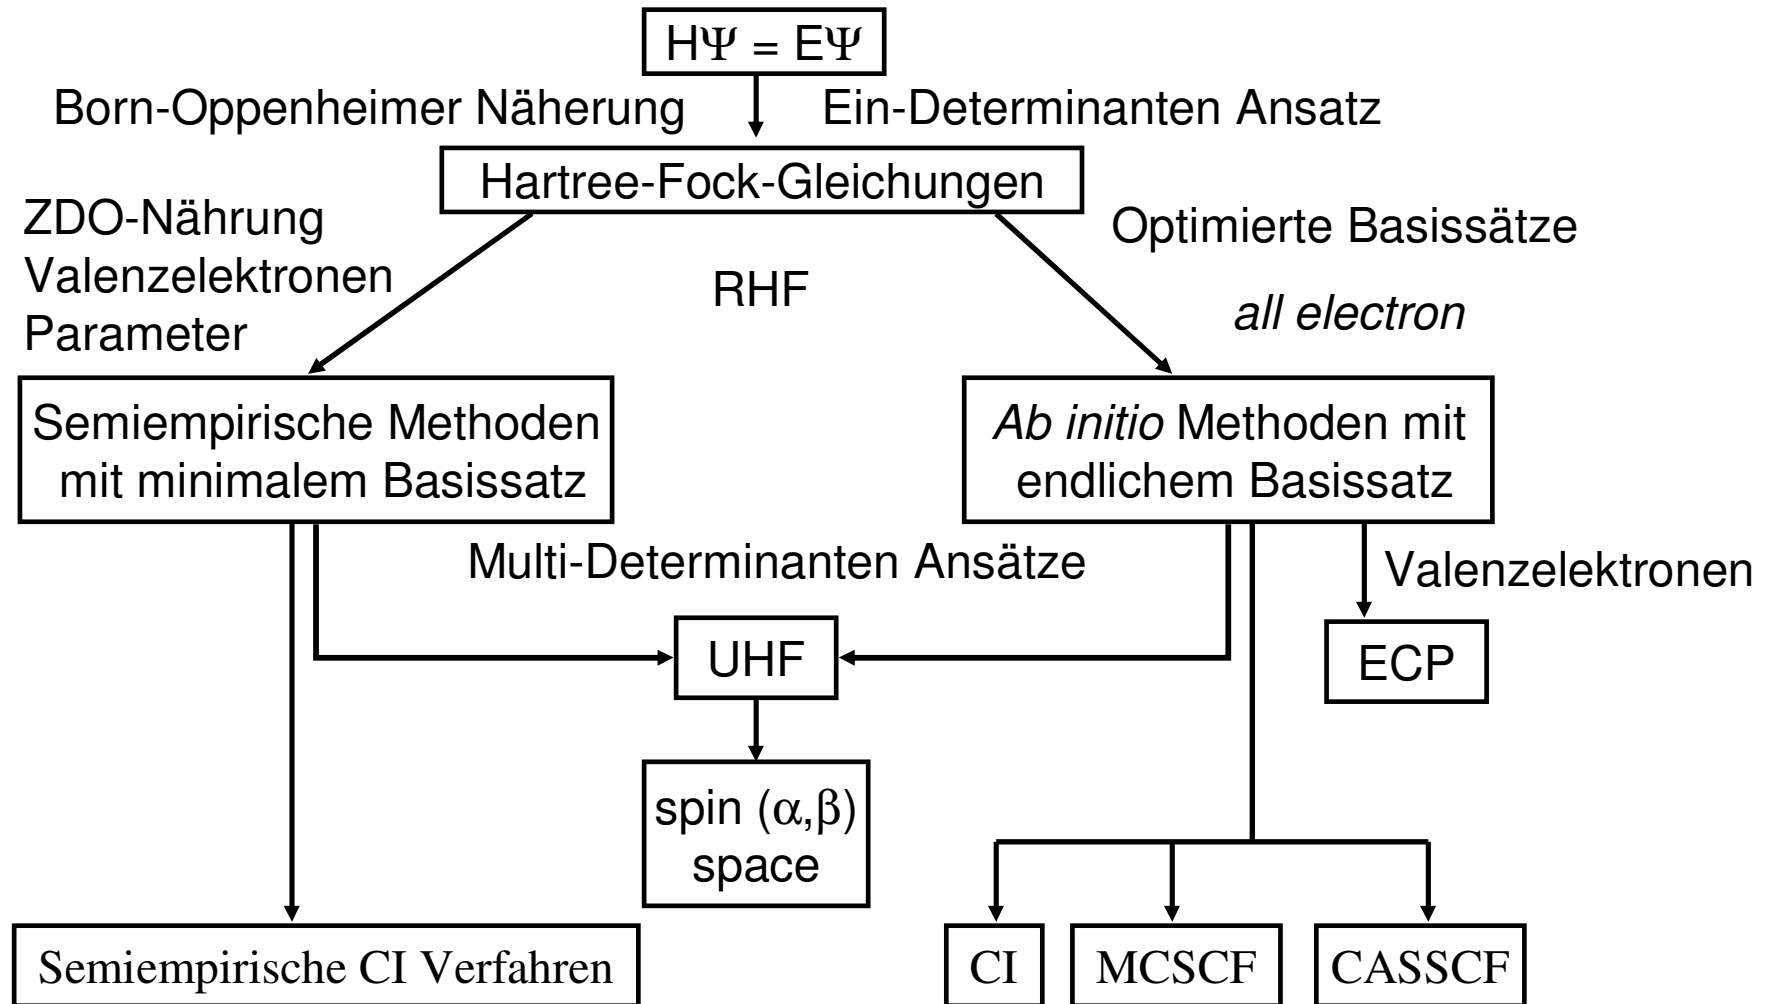 HΨ = EΨ
Born-Oppenheimer Näherung
Ein-Determinanten Ansatz
Hartree-Fock-Gleichungen
ZDO-Nährung
Valenzelektronen
Parameter
RHF
Optimierte Basissätze
all electron
Semiempirische Methoden
mit minimalem Basissatz
Ab initio Methoden mit
endlichem Basissatz
Multi-Determinanten Ansätze
Valenzelektronen
UHF
ECP
spin (α,β)
space
Semiempirische CI Verfahren
CI
MCSCF
CASSCF